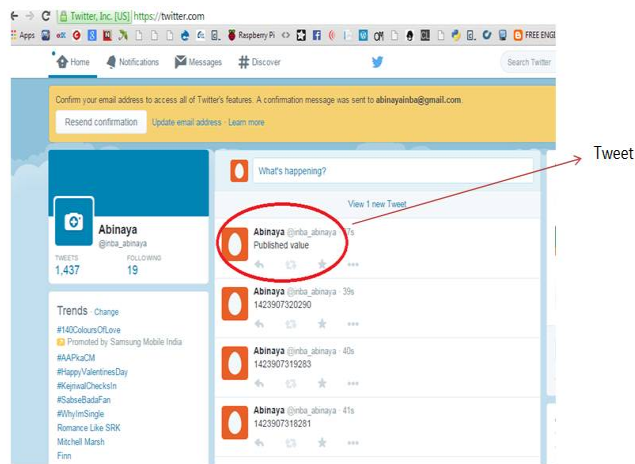 Twitter, Inc. [US] https://twitter.com
Apps
Raspberry Pi
FREE ENGI
Home Notifications Messages Discover
Search Twitter
Confirm your email address to access all of Twitter's features. A confirmation message was sent to abinayainba@gmail.com.
Resend confirmation Update email address · Learn more
Tweet
What's happening?
View 1 new Tweet
Abinaya
@inba_abinaya
TWEETS FOLLOWING
1,437 19
Abinaya @inba_abinaya
Published value
Abinaya @inba_abinaya · 39s
1423907320290
Abinaya @inba_abinaya · 40s
1423907319283
Abinaya @inba_abinaya · 41s
1423907318281
Trends · Change
#140ColoursOfLove
Promoted by Samsung Mobile India
#AAPkaCM
#HappyValentinesDay
#KejriwalChecksIn
#SabseBadaFan
#WhyImSingle
Romance Like SRK
Mitchell Marsh
Finn